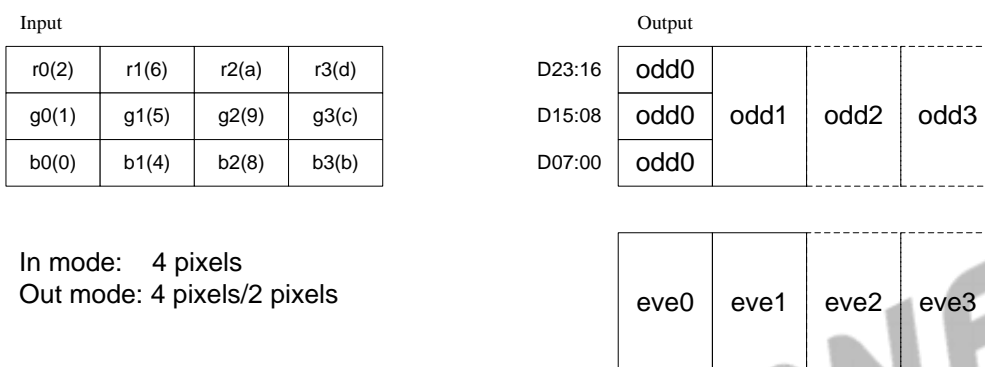 Input
r0(2) r1(6) r2(a) r3(d)
g0(1) g1(5) g2(9) g3(c)
b0(0) b1(4) b2(8) b3(b)
In mode: 4 pixels
Out mode: 4 pixels/2 pixels
Output
D23:16 odd0
D15:08 odd0 odd1 odd2 odd3
D07:00 odd0
eve0 eve1 eve2 eve3